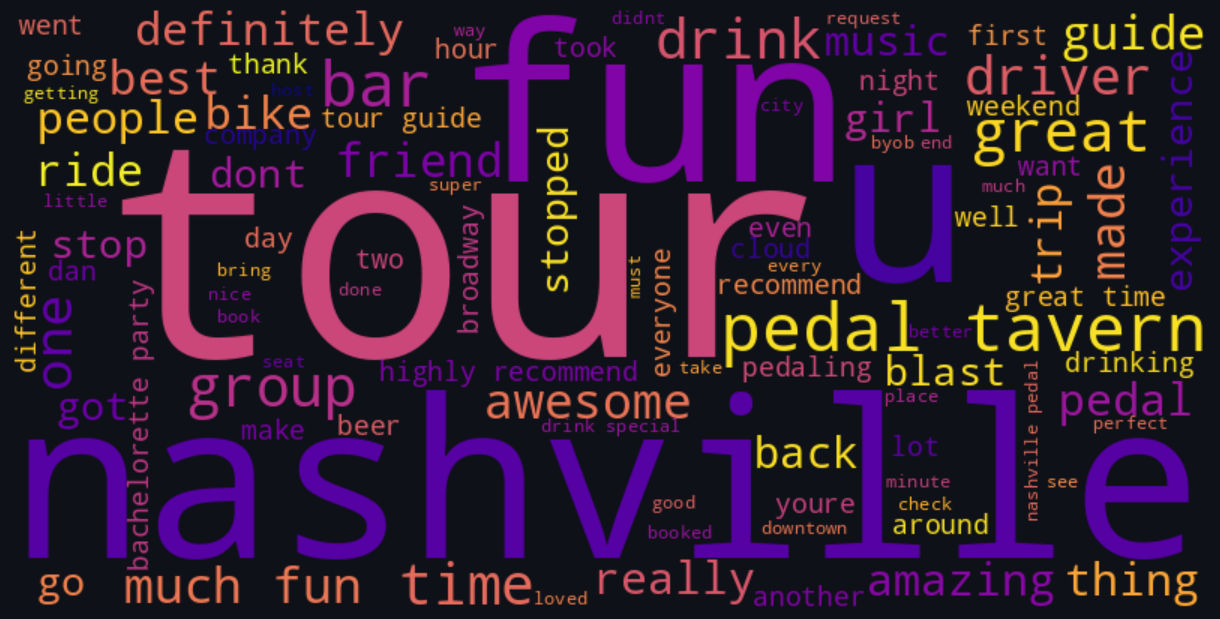 went
definitely
way
hour
fun
took
didnt
drink
request
music
first
guide
going
best
thank
bar
night
driver
getting
host
people
bike
tour guide
city
girl
weekend
great
company
byob end
experience
ride
dont
friend
stopped
want
super
much
made
little
tour
u
trip
well
stop
day
two
broadway
even
cloud
different
dan
bring
every
must
everyone
recommend
nice
done
great time
book
one
bachelorette party
pedal
tavern
better
seat
highly recommend
take
pedaling
blast
drinking
group
awesome
place
nashville pedal
pedal
got
make
beer
drink special
perfect
nashville
back
lot
minute
see
good
youre
check
booked
downtown
around
go
much fun
time
loved
really
another
amazing
thing